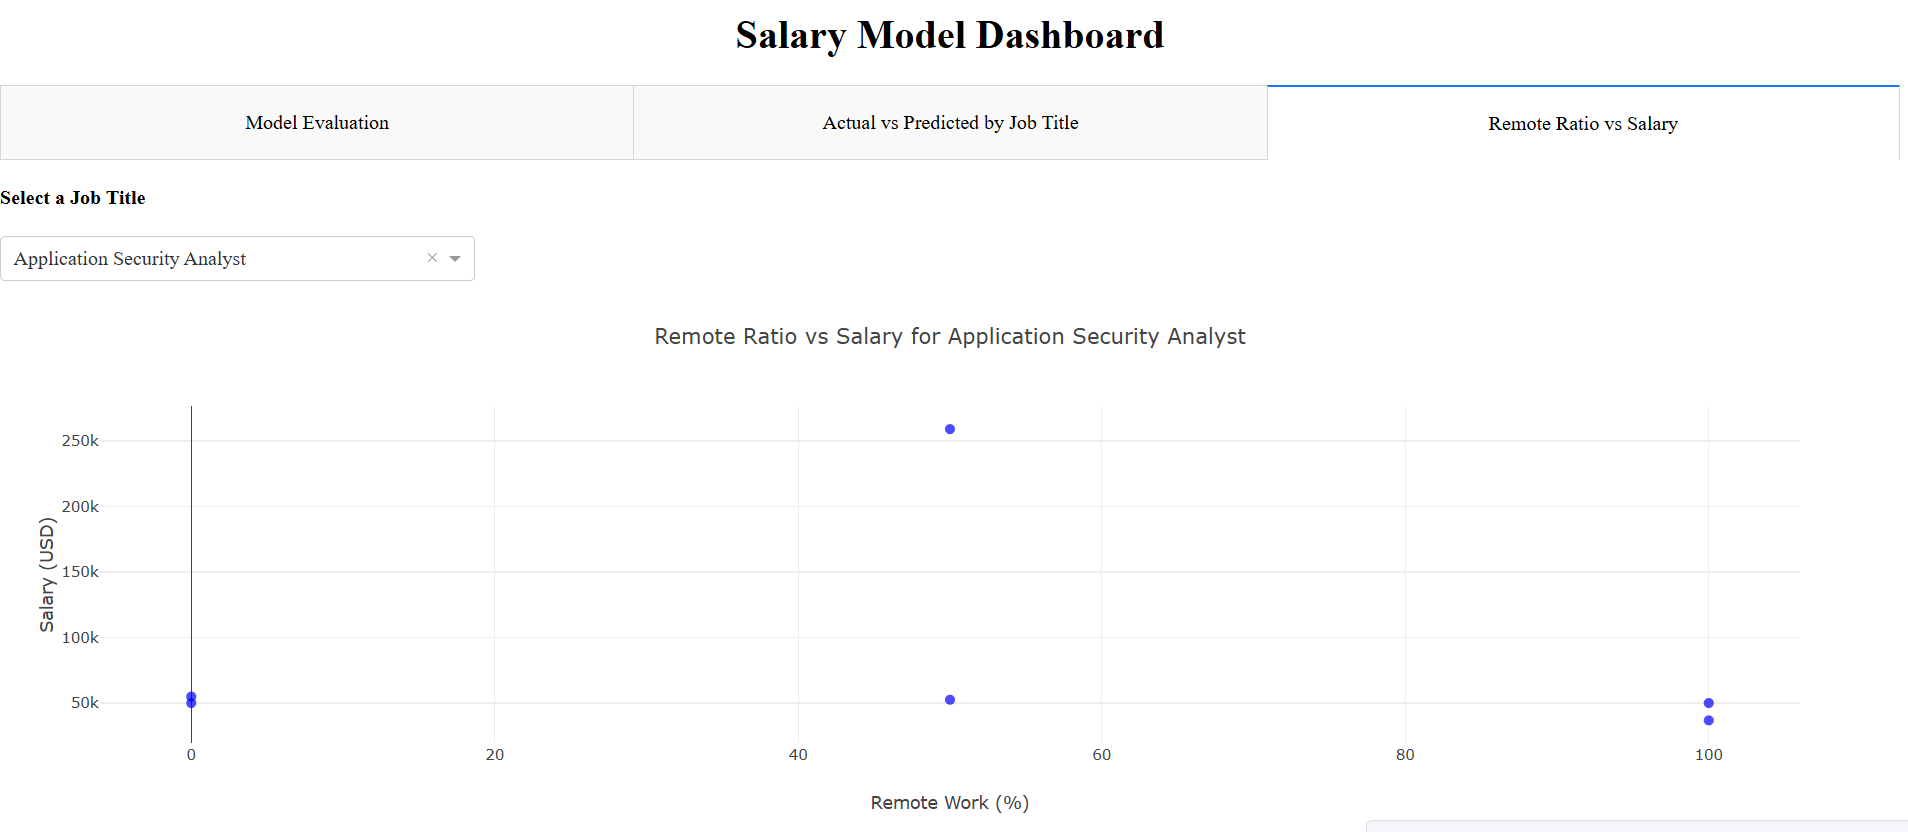 Salary Model Dashboard
Model Evaluation
Actual vs Predicted by Job Title
Remote Ratio vs Salary
Select a Job Title
Application Security Analyst ×
Remote Ratio vs Salary for Application Security Analyst
Salary (USD)
250k
200k
150k
100k
50k
0 20 40 60 80 100
Remote Work (%)